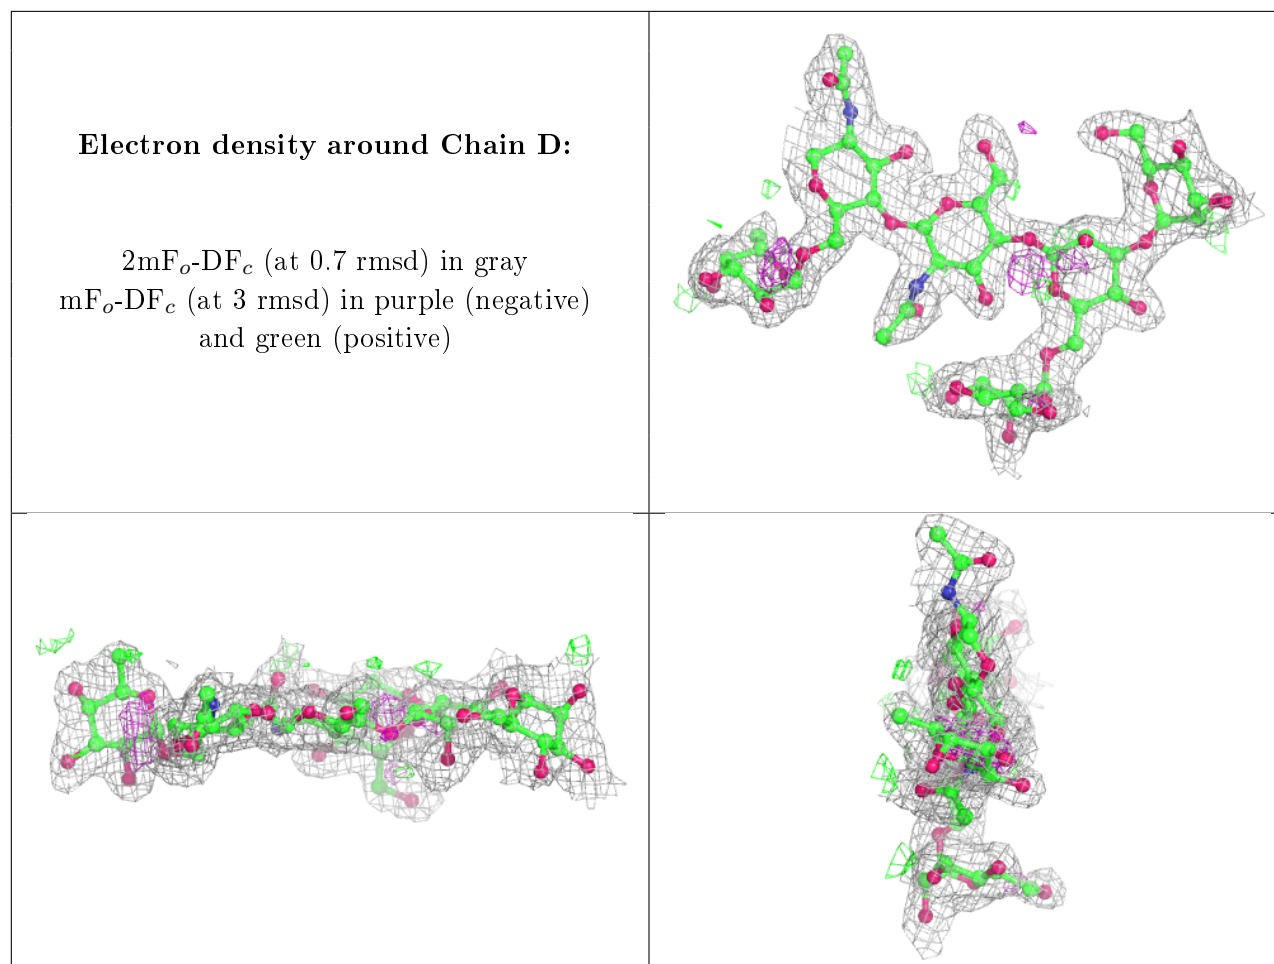 Electron density around Chain D:
2mFo-DFc (at 0.7 rmsd) in gray
mFo-DFc (at 3 rmsd) in purple (negative)
and green (positive)